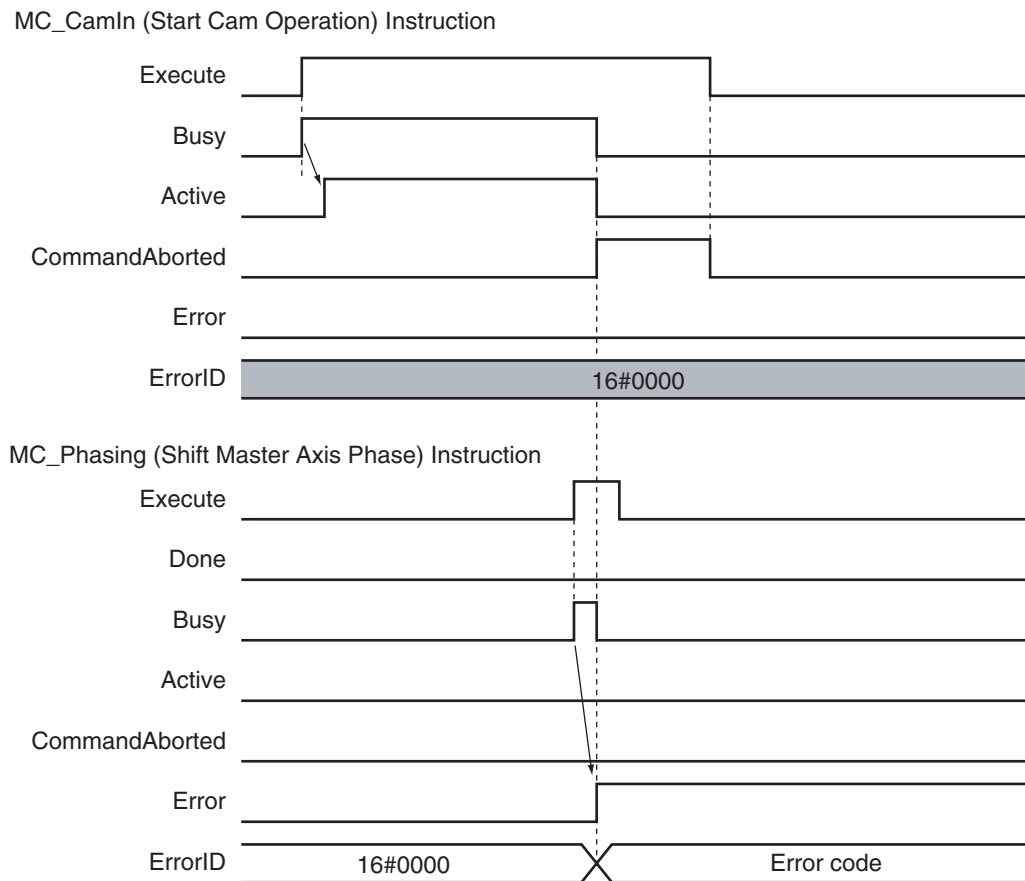 MC_CamIn (Start Cam Operation) Instruction
Execute
Busy
Active
CommandAborted
Error
ErrorID
16#0000
MC_Phasing (Shift Master Axis Phase) Instruction
Execute
Done
Busy
Active
CommandAborted
Error
ErrorID
16#0000
Error code